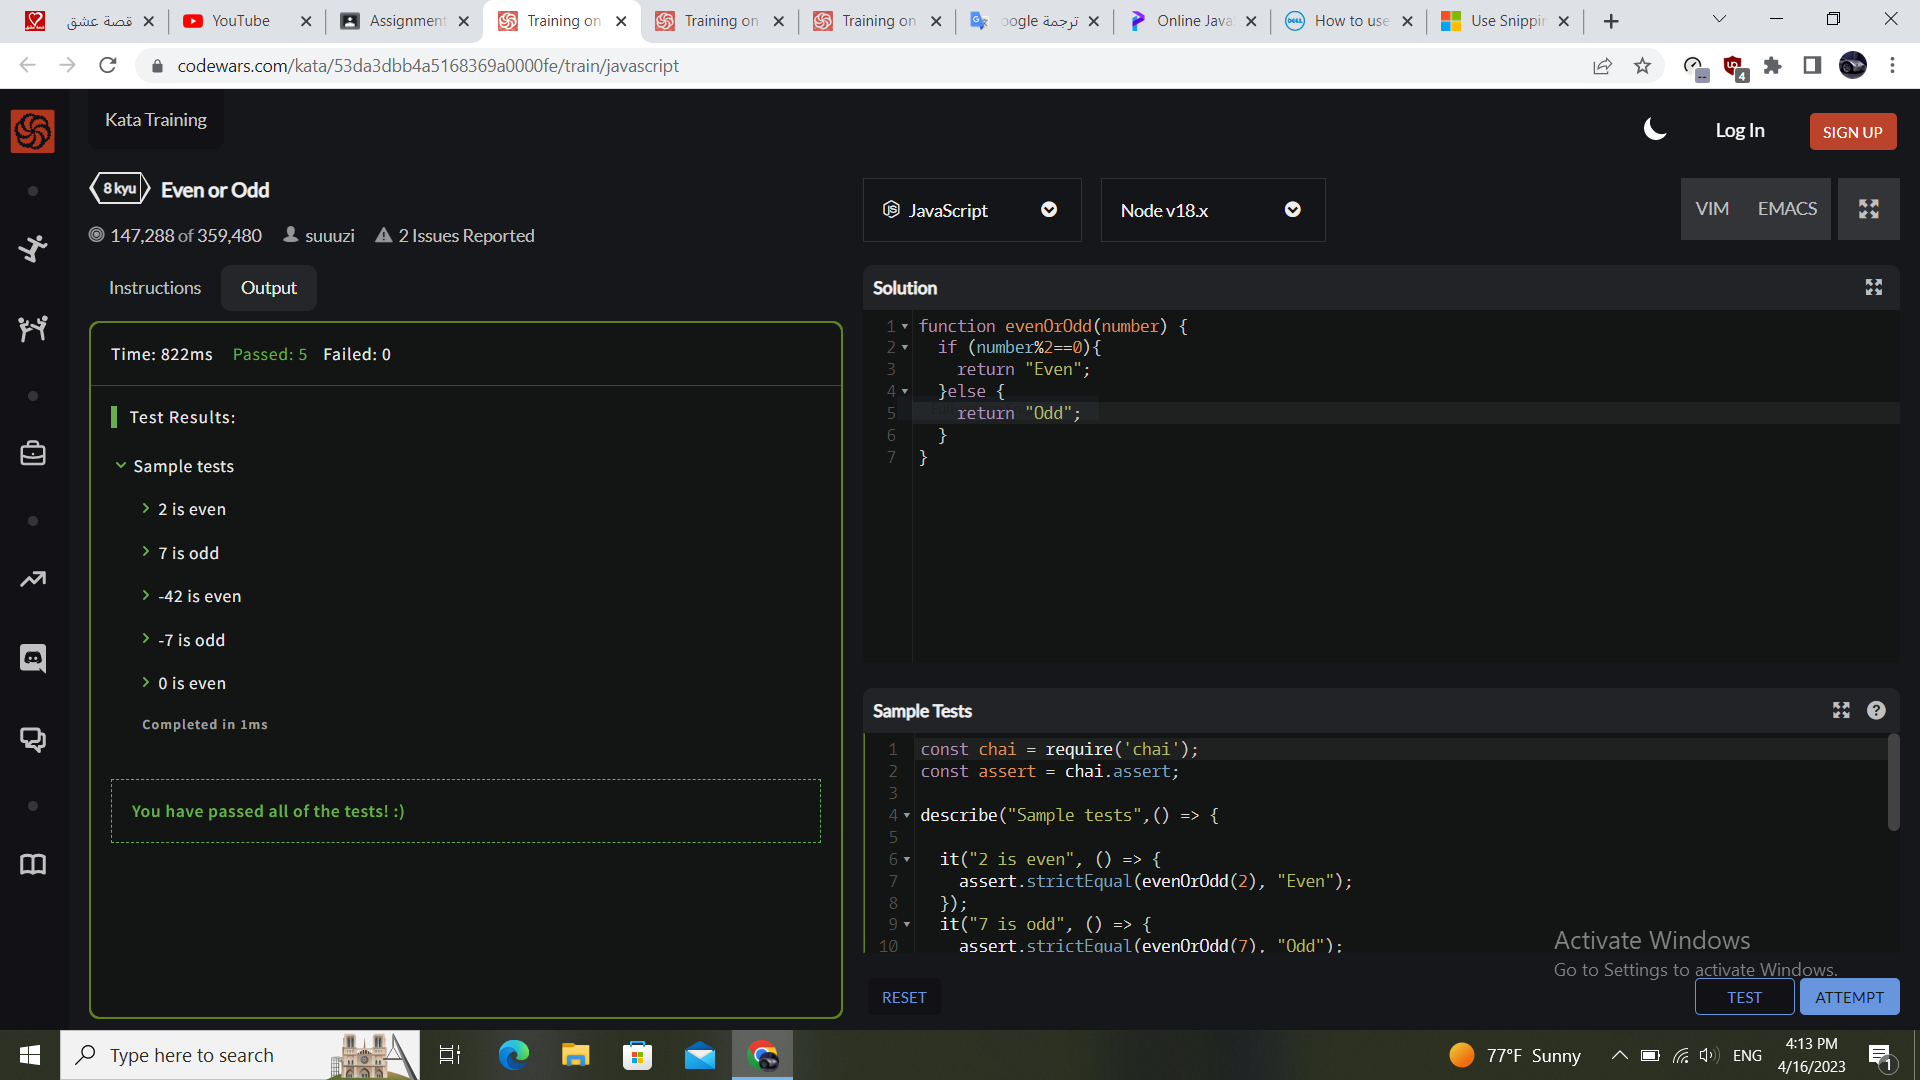 قصة عشق
YouTube
Assignment
Training on
Training on
Training on
ترجمة oogle
Online Java
How to use
Use Snippin
codewars.com/kata/53da3dbb4a5168369a0000fe/train/javascript
4
Kata Training
Log In
SIGN UP
8 kyu
Even or Odd
JavaScript
Node v18.x
VIM
EMACS
147,288 of 359,480
suuuzi
2 Issues Reported
Instructions
Output
Time: 822ms Passed: 5 Failed: 0
Test Results:
Sample tests
2 is even
7 is odd
-42 is even
-7 is odd
0 is even
Completed in 1ms
You have passed all of the tests! :)
Solution
1 function evenOrOdd(number) {
2 if (number%2==0){
3 return "Even";
4 }else {
5 return "Odd";
6 }
7 }
Sample Tests
1 const chai = require('chai');
2 const assert = chai.assert;
3
4 describe("Sample tests",() => {
5
6 it("2 is even", () => {
7 assert.strictEqual(evenOrOdd(2), "Even");
8 });
9 it("7 is odd", () => {
10 assert.strictEqual(evenOrOdd(7), "Odd");
Activate Windows
Go to Settings to activate Windows.
RESET
TEST
ATTEMPT
Type here to search
77°F Sunny
ENG
4:13 PM
4/16/2023
1